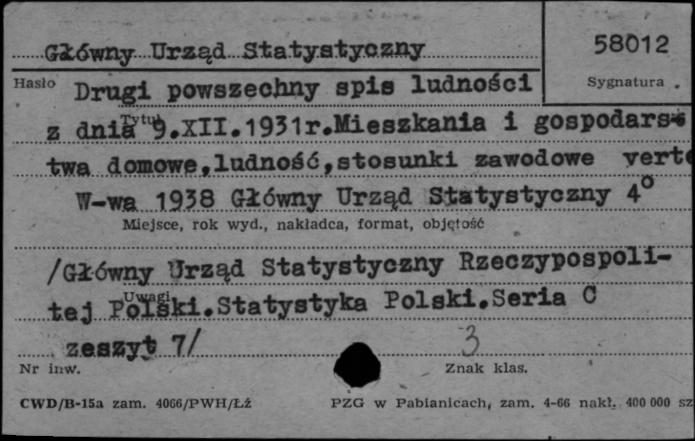 Główny Urząd Statystyczny
58012
Hasło
Sygnatura
Drugi powszechny spis ludności
Tytuł
z dnia 9.XII.1931r.Mieszkania i gospodars-
twa domowe,ludność,stosunki zawodowe verte
W-wa 1938 Główny Urząd Statystyczny 4°
Miejsce, rok wyd., nakładca, format, objętość
/Główny Urząd Statystyczny Rzeczypospoli-
Uwagi
tej Polski.Statystyka Polski.Seria C
zeszyt 7/
3
Nr inw.
Znak klas.
CWD/B-15a zam. 4066/PWH/Łź
PZG w Pabianicach, zam. 4-66 nakł. 400 000 sz